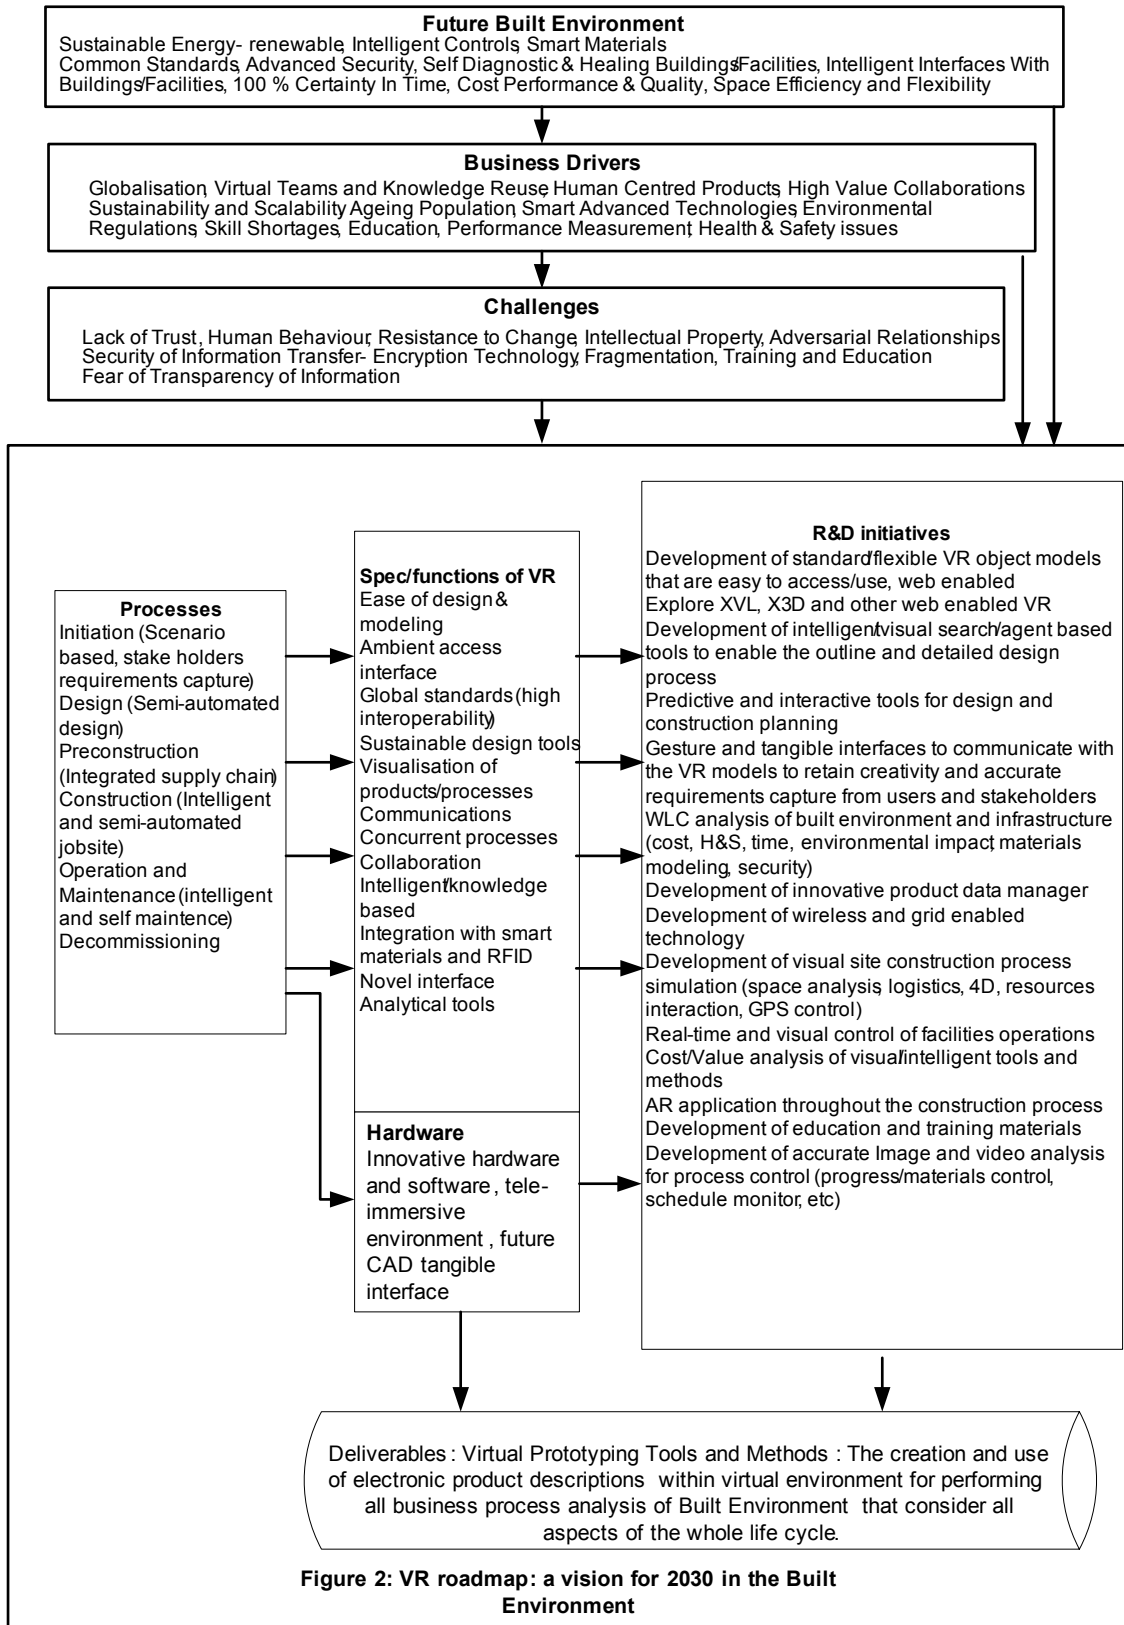 Future Built Environment
Sustainable Energy- renewable, Intelligent Controls, Smart Materials
Common Standards, Advanced Security, Self Diagnostic & Healing Buildings/Facilities, Intelligent Interfaces With
Buildings/Facilities, 100 % Certainty In Time, Cost Performance & Quality, Space Efficiency and Flexibility
Business Drivers
Globalisation, Virtual Teams and Knowledge Reuse, Human Centred Products, High Value Collaborations
Sustainability and Scalability Ageing Population, Smart Advanced Technologies, Environmental
Regulations, Skill Shortages, Education, Performance Measurement, Health & Safety issues
Challenges
Lack of Trust, Human Behaviour, Resistance to Change, Intellectual Property, Adversarial Relationships
Security of Information Transfer- Encryption Technology, Fragmentation, Training and Education
Fear of Transparency of Information
Processes
Initiation (Scenario
based, stake holders
requirements capture)
Design (Semi-automated
design)
Preconstruction
(Integrated supply chain)
Construction (Intelligent
and semi-automated
jobsite)
Operation and
Maintenance (intelligent
and self maintence)
Decommissioning
Spec/functions of VR
Ease of design &
modeling
Ambient access
interface
Global standards (high
interoperability)
Sustainable design tools
Visualisation of
products/processes
Communications
Concurrent processes
Collaboration
Intelligent/knowledge
based
Integration with smart
materials and RFID
Novel interface
Analytical tools
Hardware
Innovative hardware
and software, tele-
immersive
environment, future
CAD tangible
interface
R&D initiatives
Development of standard/flexible VR object models
that are easy to access/use, web enabled
Explore XVL, X3D and other web enabled VR
Development of intelligent/visual search/agent based
tools to enable the outline and detailed design
process
Predictive and interactive tools for design and
construction planning
Gesture and tangible interfaces to communicate with
the VR models to retain creativity and accurate
requirements capture from users and stakeholders
WLC analysis of built environment and infrastructure
(cost, H&S, time, environmental impact, materials
modeling, security)
Development of innovative product data manager
Development of wireless and grid enabled
technology
Development of visual site construction process
simulation (space analysis, logistics, 4D, resources
interaction, GPS control)
Real-time and visual control of facilities operations
Cost/Value analysis of visual/intelligent tools and
methods
AR application throughout the construction process
Development of education and training materials
Development of accurate Image and video analysis
for process control (progress/materials control,
schedule monitor, etc)
Deliverables : Virtual Prototyping Tools and Methods : The creation and use
of electronic product descriptions within virtual environment for performing
all business process analysis of Built Environment that consider all
aspects of the whole life cycle.
Figure 2: VR roadmap: a vision for 2030 in the Built
Environment